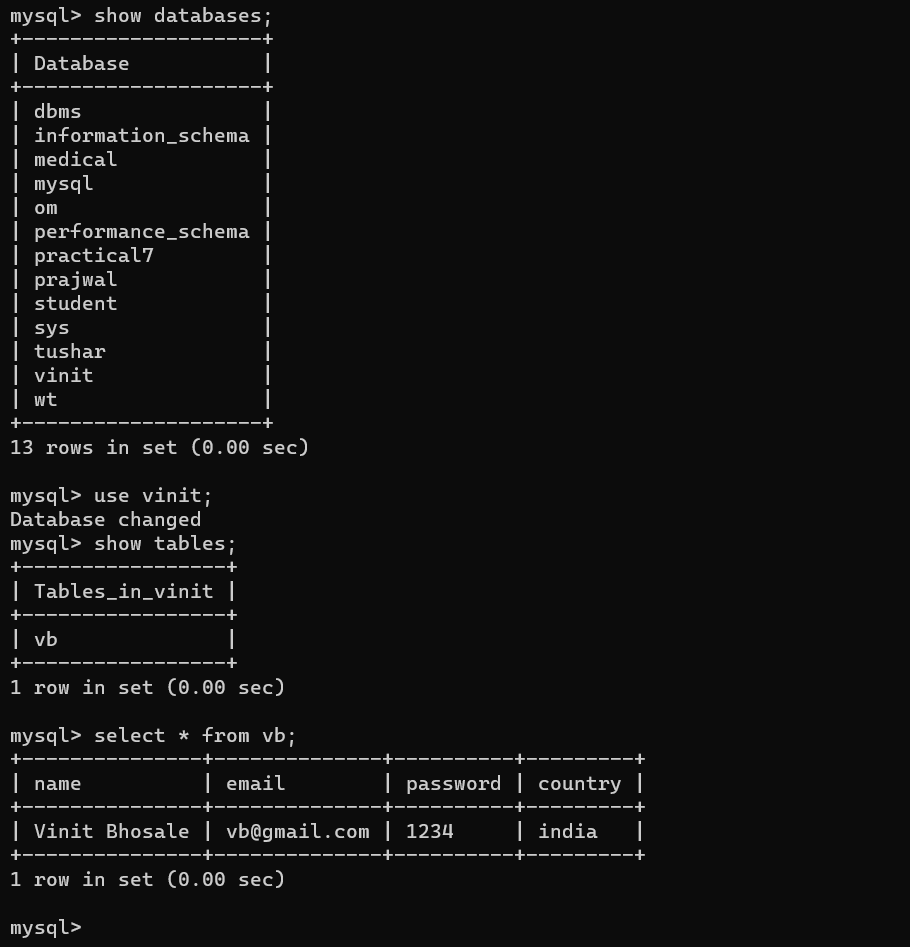 mysql> show databases;
+--------------------+
| Database           |
+--------------------+
| dbms               |
| information_schema |
| medical            |
| mysql              |
| om                 |
| performance_schema |
| practical7         |
| prajwal            |
| student            |
| sys                |
| tushar             |
| vinit              |
| wt                 |
+--------------------+
13 rows in set (0.00 sec)

mysql> use vinit;
Database changed
mysql> show tables;
+-----------------+
| Tables_in_vinit |
+-----------------+
| vb              |
+-----------------+
1 row in set (0.00 sec)

mysql> select * from vb;
+---------------+--------------+----------+---------+
| name          | email        | password | country |
+---------------+--------------+----------+---------+
| Vinit Bhosale | vb@gmail.com | 1234     | india   |
+---------------+--------------+----------+---------+
1 row in set (0.00 sec)

mysql>